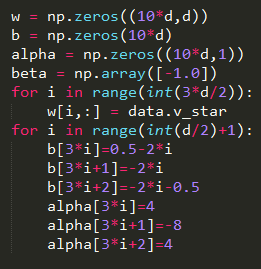 w = np.zeros((10*d,d))
b = np.zeros(10*d)
alpha = np.zeros((10*d,1))
beta = np.array([-1.0])
for i in range(int(3*d/2)):
    w[i,:] = data.v_star
for i in range(int(d/2)+1):
    b[3*i]=0.5-2*i
    b[3*i+1]=-2*i
    b[3*i+2]=-2*i-0.5
    alpha[3*i]=4
    alpha[3*i+1]=-8
    alpha[3*i+2]=4